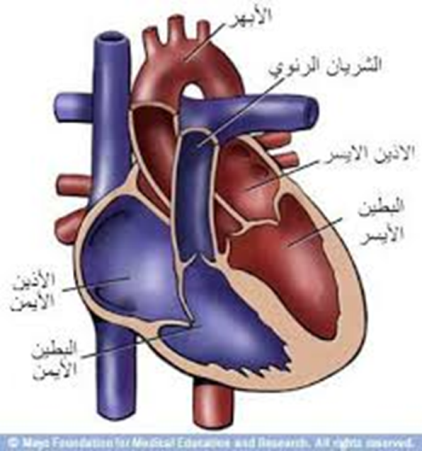 الأبهر
الشريان الرئوي
الاذين الايسر
البطين
الأيسر
الأذين
الأيمن
البطين
الأيمن
© Mayo Foundation for Medical Education and Research. All rights reserved.